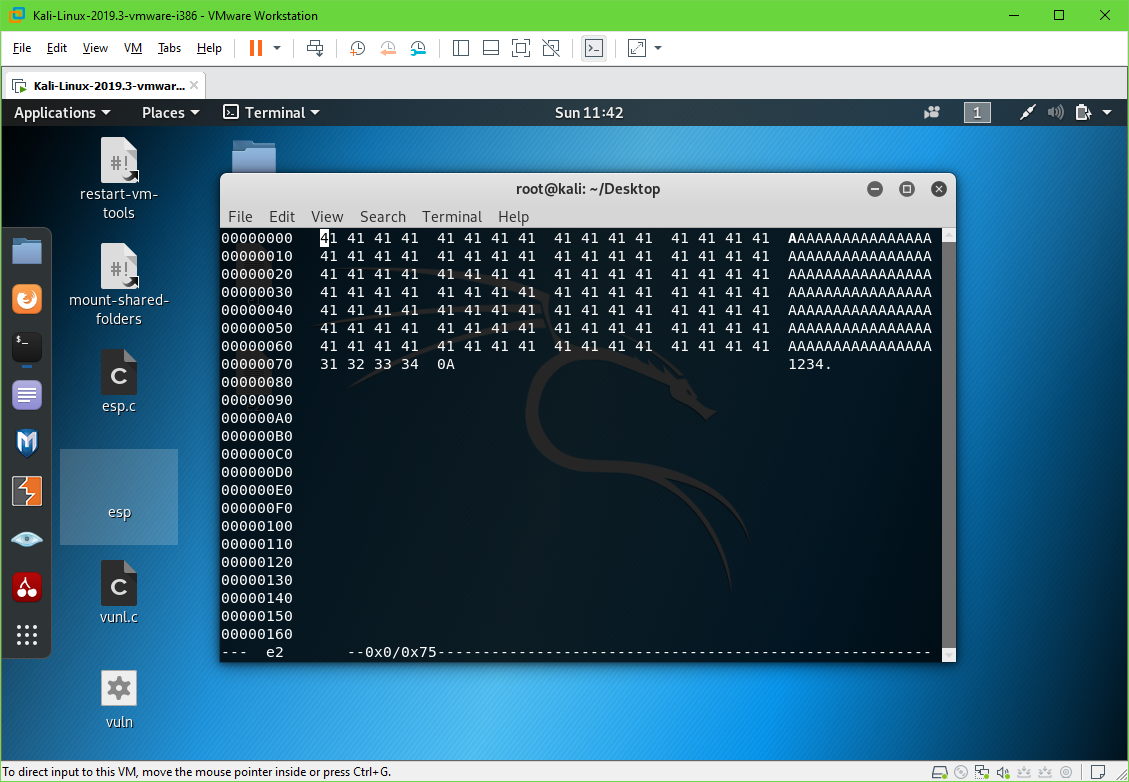 Kali-Linux-2019.3-vmware-i386 - VMware Workstation
File Edit View VM Tabs Help
Kali-Linux-2019.3-vmwar...
Applications Places Terminal Sun 11:42 1
restart-vm-
tools
mount-shared-
folders
esp.c
esp
vunl.c
vuln
root@kali: ~/Desktop
File Edit View Search Terminal Help
00000000 41 41 41 41 41 41 41 41 41 41 41 41 41 41 41 41 AAAAAAAAAAAAAAAA
00000010 41 41 41 41 41 41 41 41 41 41 41 41 41 41 41 41 AAAAAAAAAAAAAAAA
00000020 41 41 41 41 41 41 41 41 41 41 41 41 41 41 41 41 AAAAAAAAAAAAAAAA
00000030 41 41 41 41 41 41 41 41 41 41 41 41 41 41 41 41 AAAAAAAAAAAAAAAA
00000040 41 41 41 41 41 41 41 41 41 41 41 41 41 41 41 41 AAAAAAAAAAAAAAAA
00000050 41 41 41 41 41 41 41 41 41 41 41 41 41 41 41 41 AAAAAAAAAAAAAAAA
00000060 41 41 41 41 41 41 41 41 41 41 41 41 41 41 41 41 AAAAAAAAAAAAAAAA
00000070 31 32 33 34 0A 1234.
00000080
00000090
000000A0
000000B0
000000C0
000000D0
000000E0
000000F0
00000100
00000110
00000120
00000130
00000140
00000150
00000160
--- e2 --0x0/0x75------------------------------------------------------
To direct input to this VM, move the mouse pointer inside or press Ctrl+G.